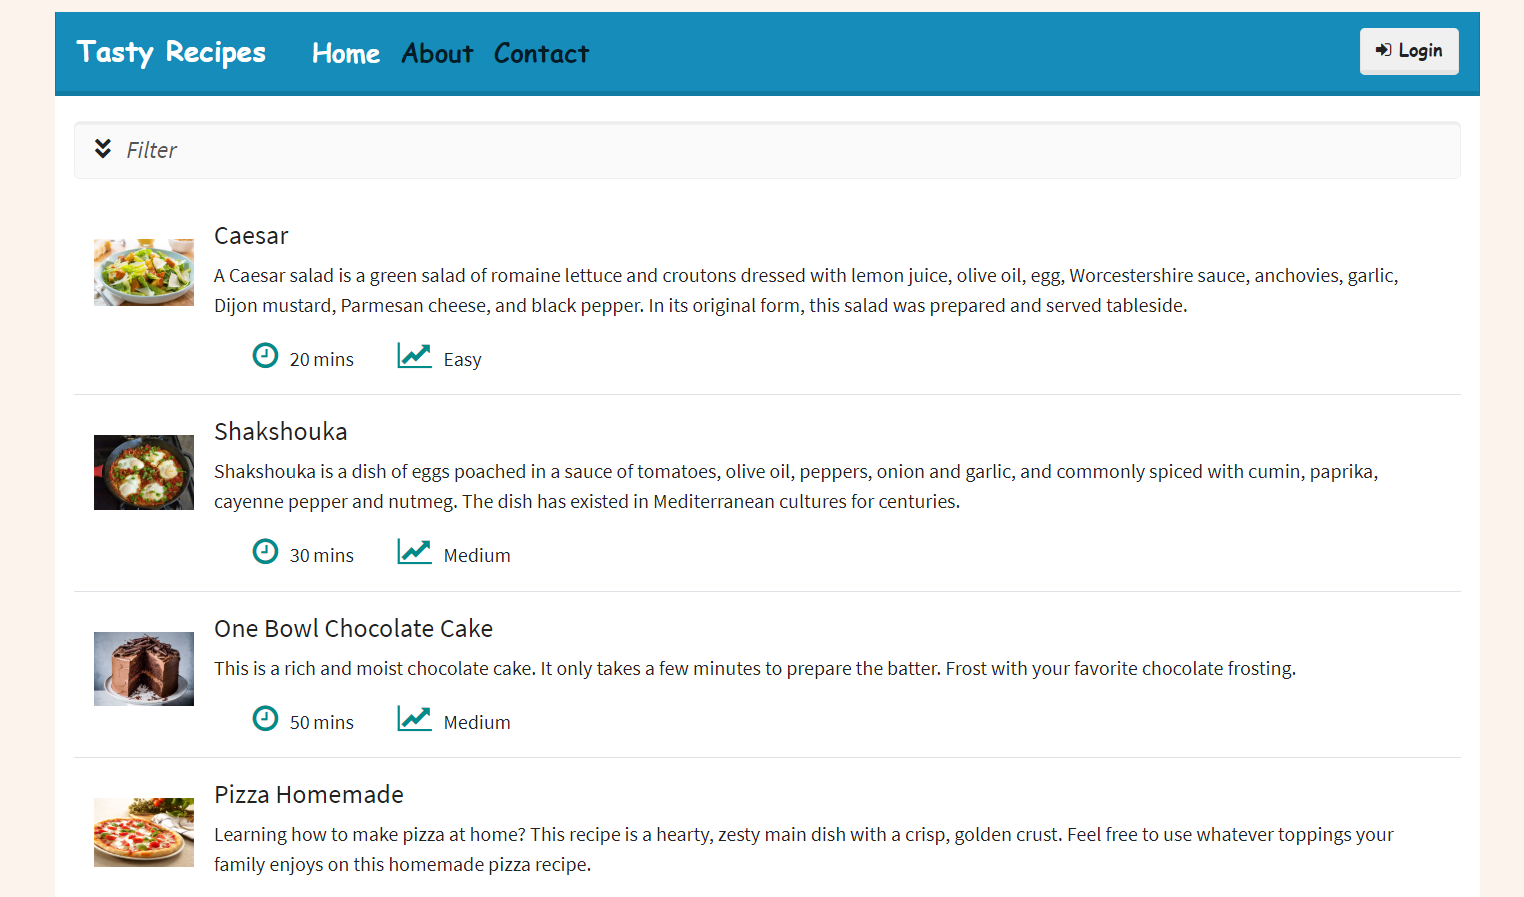 Tasty Recipes Home About Contact Login
Filter
Caesar
A Caesar salad is a green salad of romaine lettuce and croutons dressed with lemon juice, olive oil, egg, Worcestershire sauce, anchovies, garlic,
Dijon mustard, Parmesan cheese, and black pepper. In its original form, this salad was prepared and served tableside.
20 mins Easy
Shakshouka
Shakshouka is a dish of eggs poached in a sauce of tomatoes, olive oil, peppers, onion and garlic, and commonly spiced with cumin, paprika,
cayenne pepper and nutmeg. The dish has existed in Mediterranean cultures for centuries.
30 mins Medium
One Bowl Chocolate Cake
This is a rich and moist chocolate cake. It only takes a few minutes to prepare the batter. Frost with your favorite chocolate frosting.
50 mins Medium
Pizza Homemade
Learning how to make pizza at home? This recipe is a hearty, zesty main dish with a crisp, golden crust. Feel free to use whatever toppings your
family enjoys on this homemade pizza recipe.